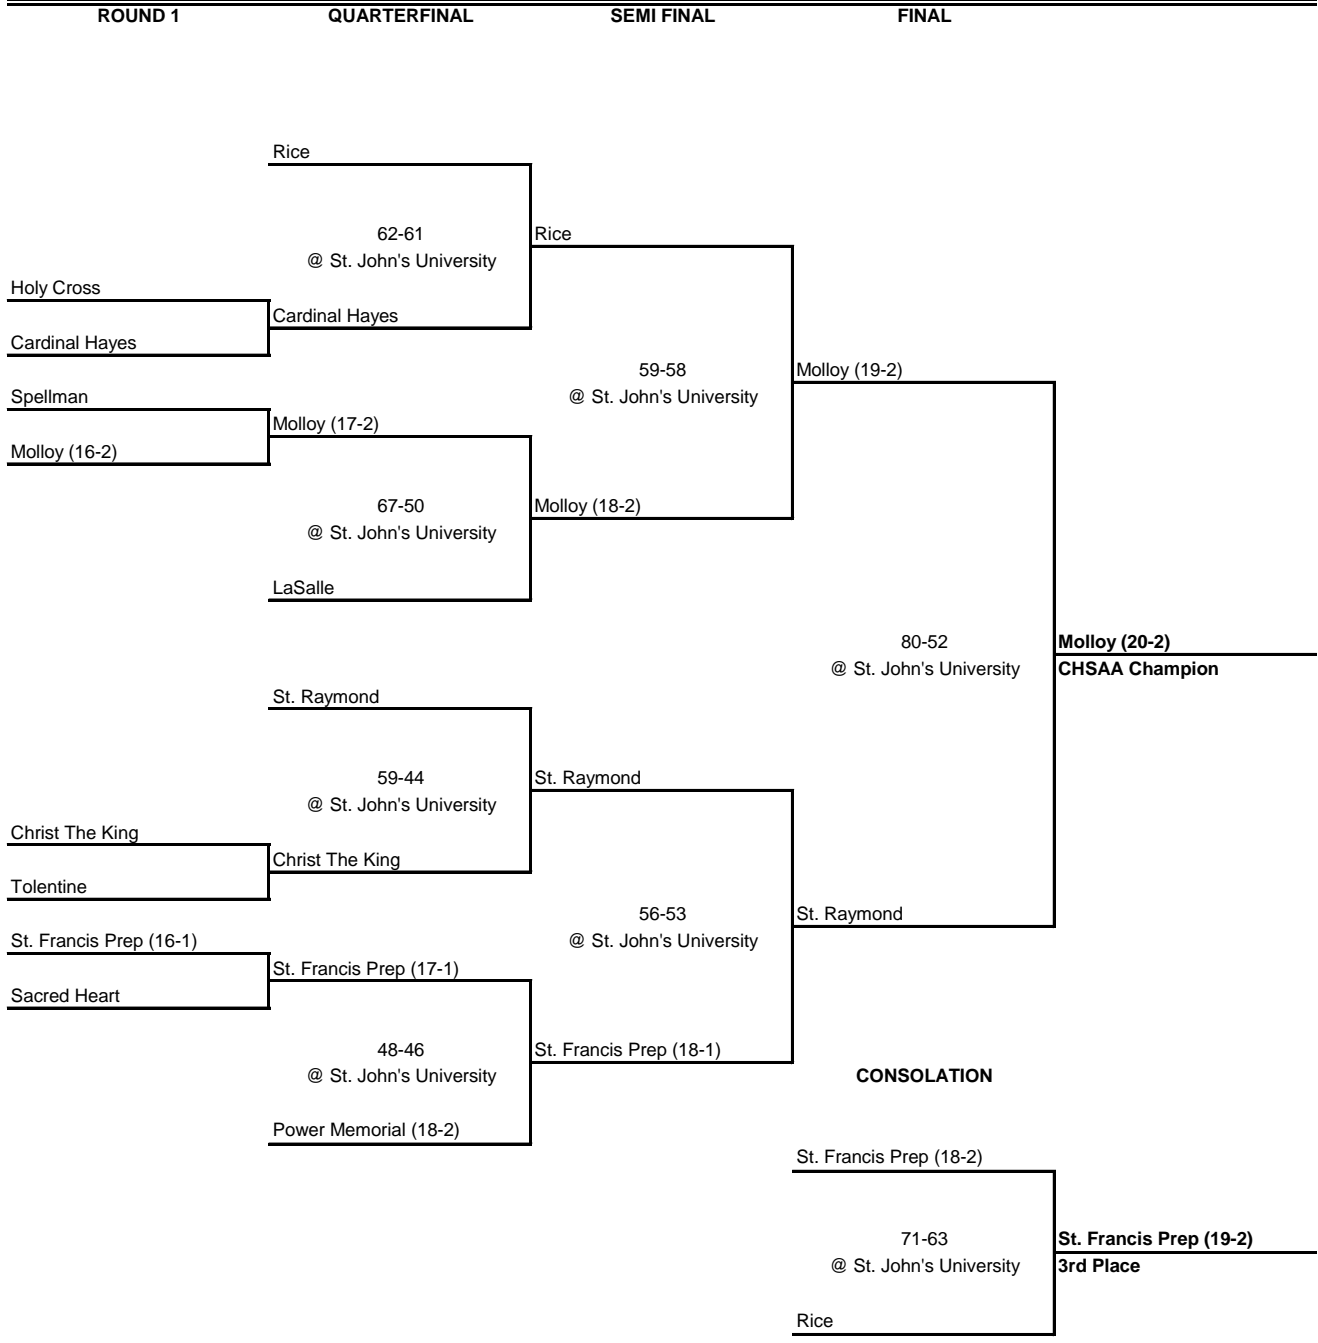 ROUND 1 QUARTERFINAL SEMI FINAL FINAL
Rice
62-61 Rice
@ St. John's University
Holy Cross
Cardinal Hayes
Cardinal Hayes
59-58 Molloy (19-2)
Spellman @ St. John's University
Molloy (17-2)
Molloy (16-2)
67-50 Molloy (18-2)
@ St. John's University
LaSalle
80-52 Molloy (20-2)
@ St. John's University CHSAA Champion
St. Raymond
59-44 St. Raymond
@ St. John's University
Christ The King
Christ The King
Tolentine
56-53 St. Raymond
St. Francis Prep (16-1) @ St. John's University
St. Francis Prep (17-1)
Sacred Heart
48-46 St. Francis Prep (18-1)
@ St. John's University CONSOLATION
Power Memorial (18-2)
St. Francis Prep (18-2)
71-63 St. Francis Prep (19-2)
@ St. John's University 3rd Place
Rice